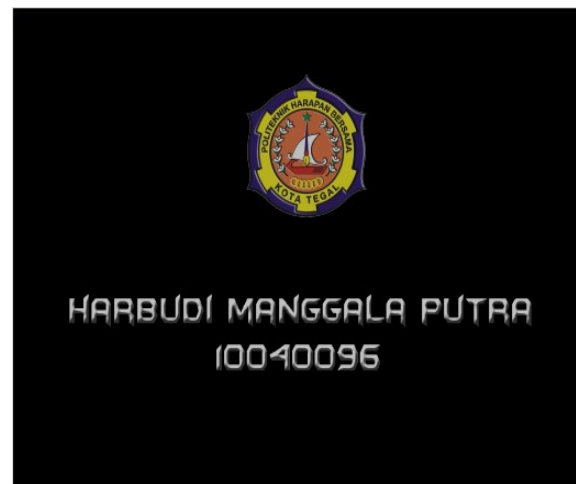 POLITEKNIK HARAPAN BERSAMA
KOTA TEGAL
HARBUDI MANGGALA PUTRA
10040096